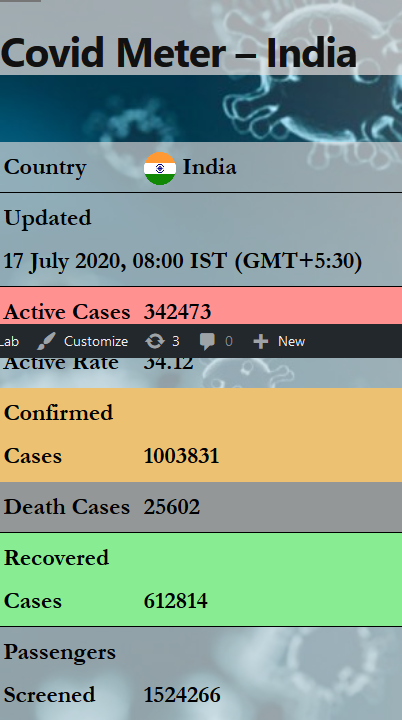 Covid Meter – India
Country India
Updated
17 July 2020, 08:00 IST (GMT+5:30)
Active Cases 342473
Lab Customize 3 0 New
Active Rate 34.12
Confirmed
Cases 1003831
Death Cases 25602
Recovered
Cases 612814
Passengers
Screened 1524266